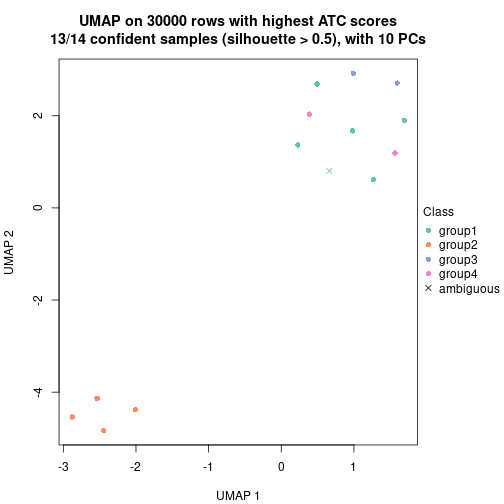 UMAP on 30000 rows with highest ATC scores
13/14 confident samples (silhouette > 0.5), with 10 PCs
2
0
-2
-4
UMAP 2
-3
-2
-1
0
1
UMAP 1
Class
group1
group2
group3
group4
ambiguous